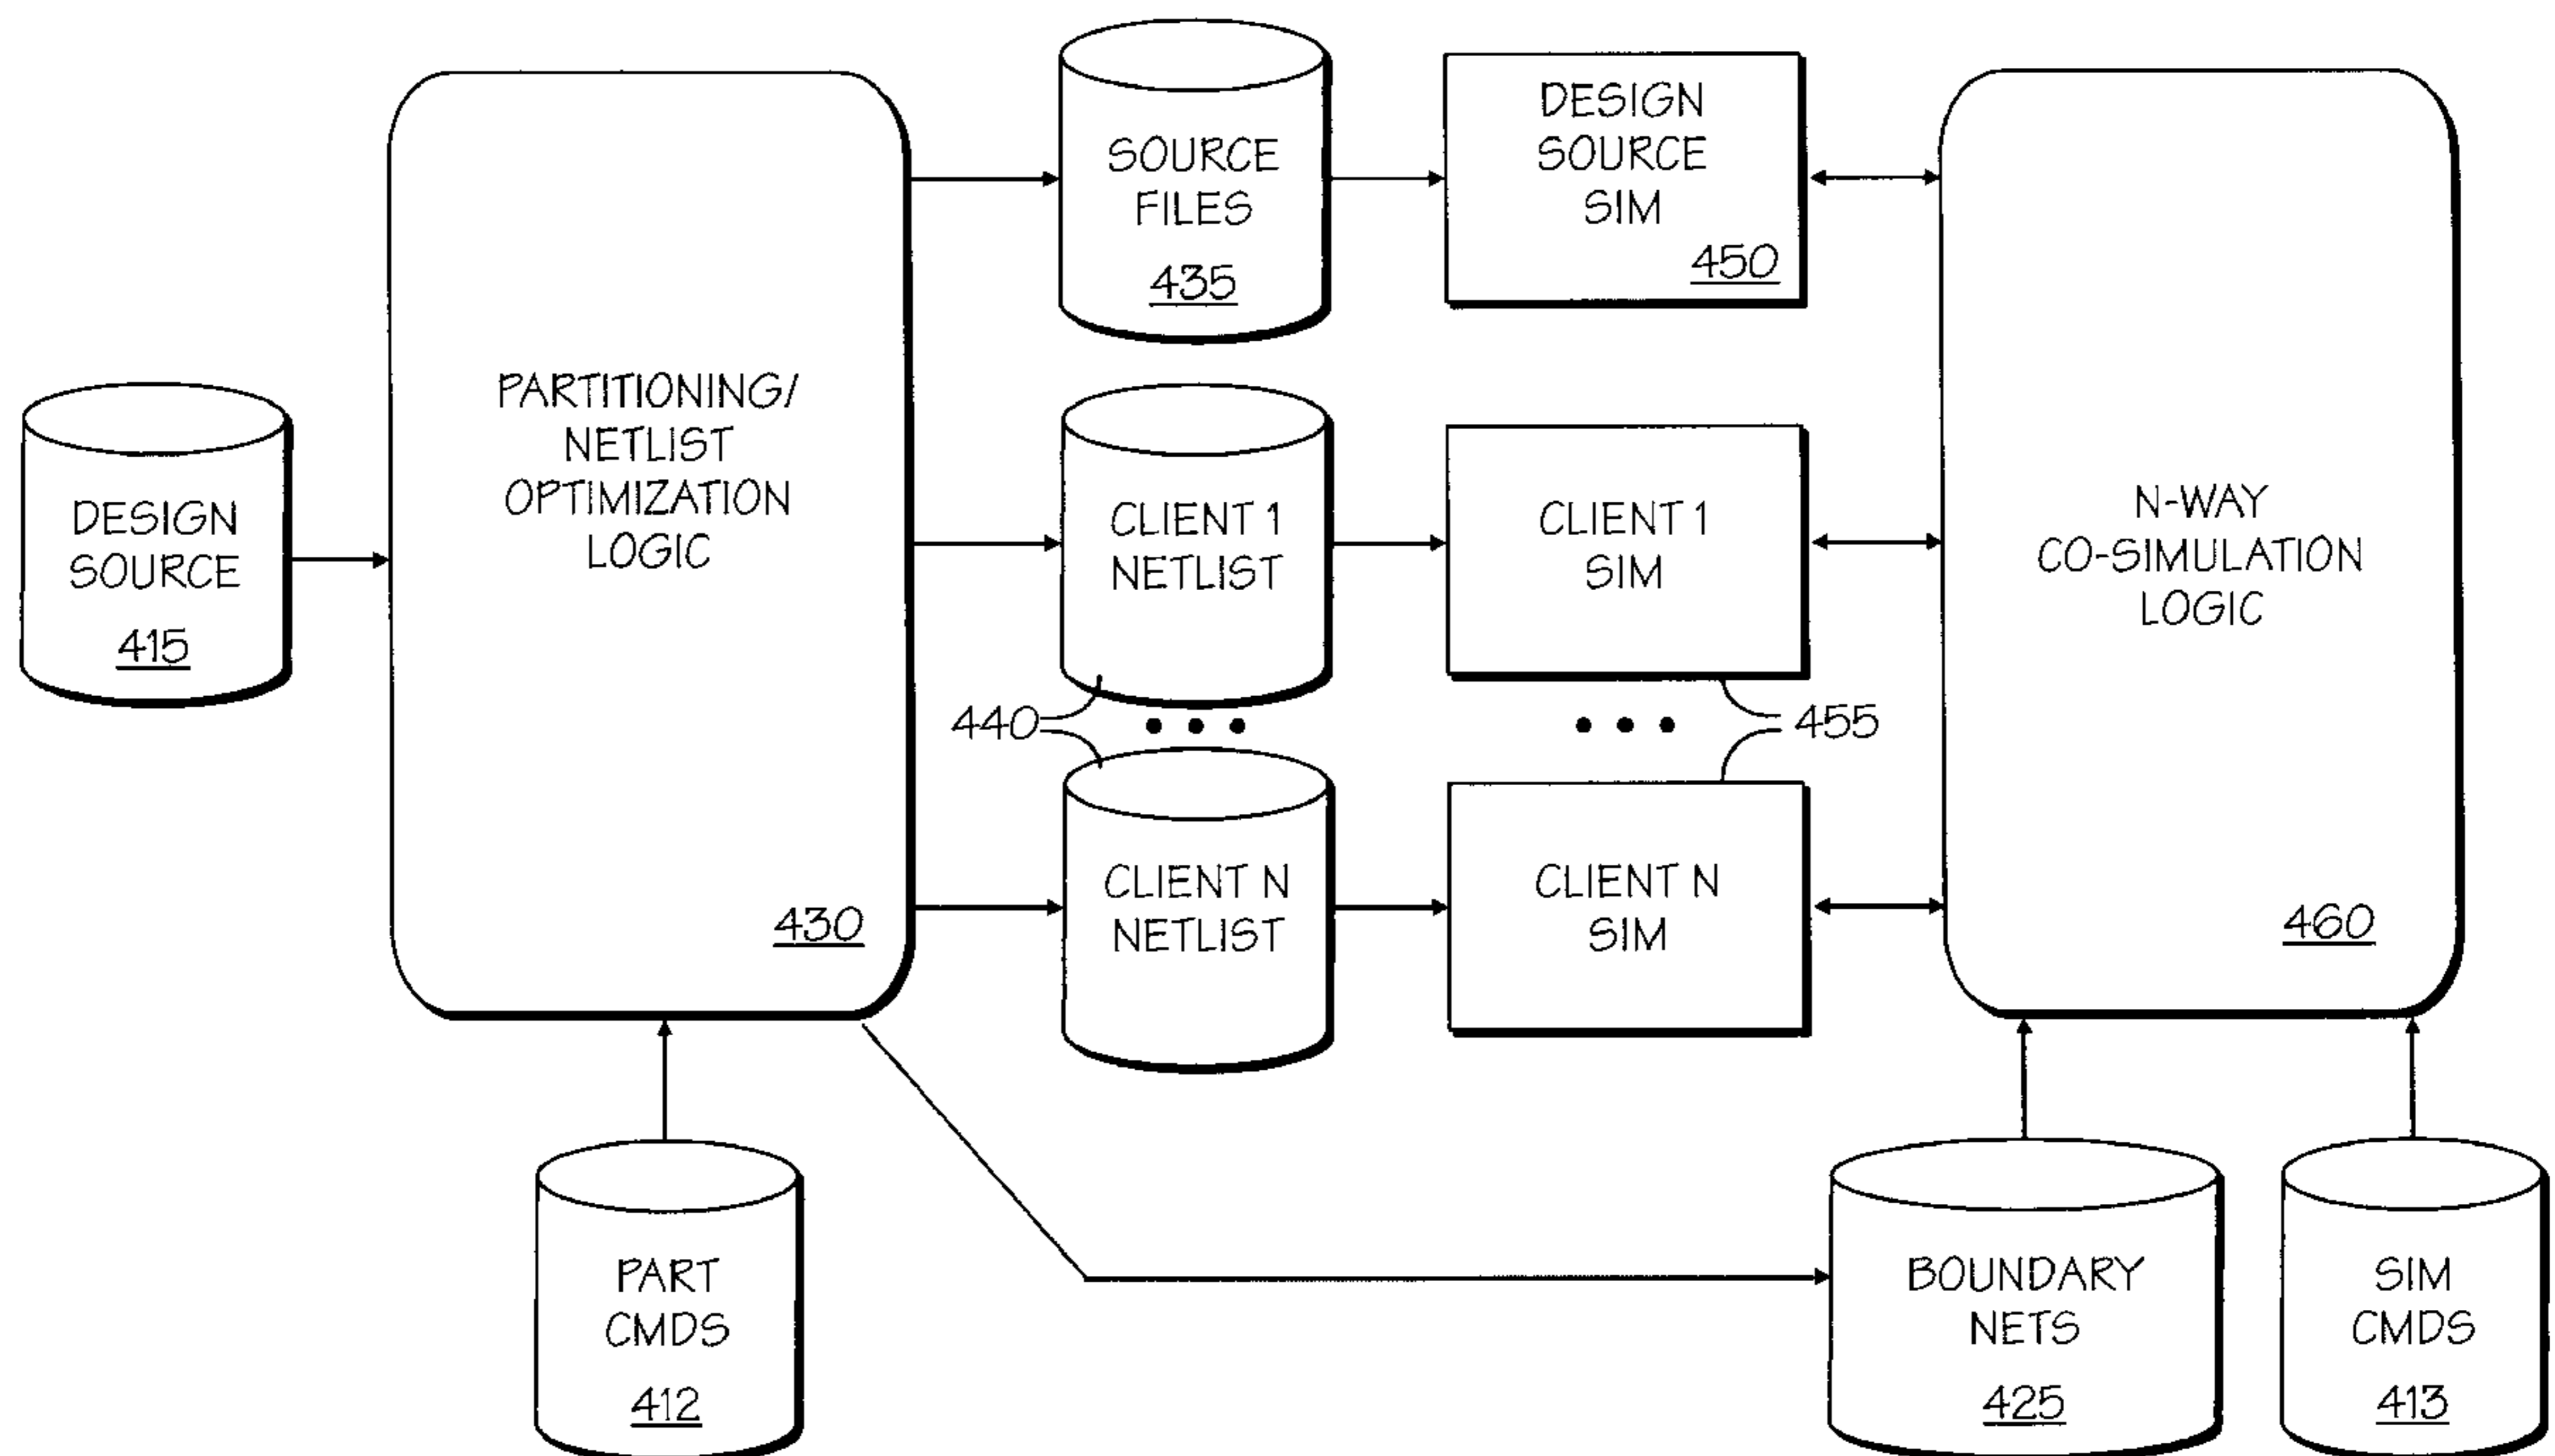 DESIGN
SOURCE
415
PARTITIONING/
NETLIST
OPTIMIZATION
LOGIC
430
PART
CMDS
412
SOURCE
FILES
435
DESIGN
SOURCE
SIM
450
CLIENT 1
NETLIST
CLIENT 1
SIM
440
455
CLIENT N
NETLIST
CLIENT N
SIM
N-WAY
CO-SIMULATION
LOGIC
460
BOUNDARY
NETS
425
SIM
CMDS
413